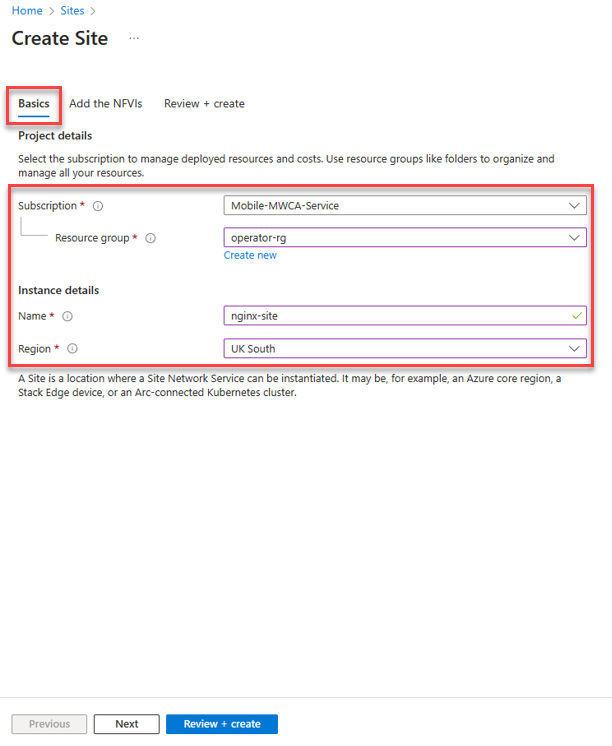 Home > Sites >
Create Site ...
Basics Add the NFVIs Review + create
Project details
Select the subscription to manage deployed resources and costs. Use resource groups like folders to organize and
manage all your resources.
Subscription * Mobile-MWCA-Service
Resource group * operator-rg
Create new
Instance details
Name * nginx-site
Region * UK South
A Site is a location where a Site Network Service can be instantiated. It may be, for example, an Azure core region, a
Stack Edge device, or an Arc-connected Kubernetes cluster.
Previous Next Review + create